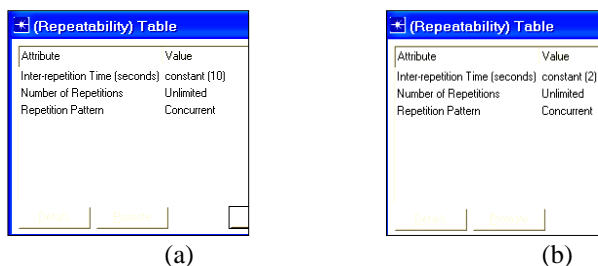 (Repeatability) Table
Attribute Value
Inter-repetition Time (seconds) constant (10)
Number of Repetitions Unlimited
Repetition Pattern Concurrent
(a)
(Repeatability) Table
Attribute Value
Inter-repetition Time (seconds) constant (2)
Number of Repetitions Unlimited
Repetition Pattern Concurrent
(b)